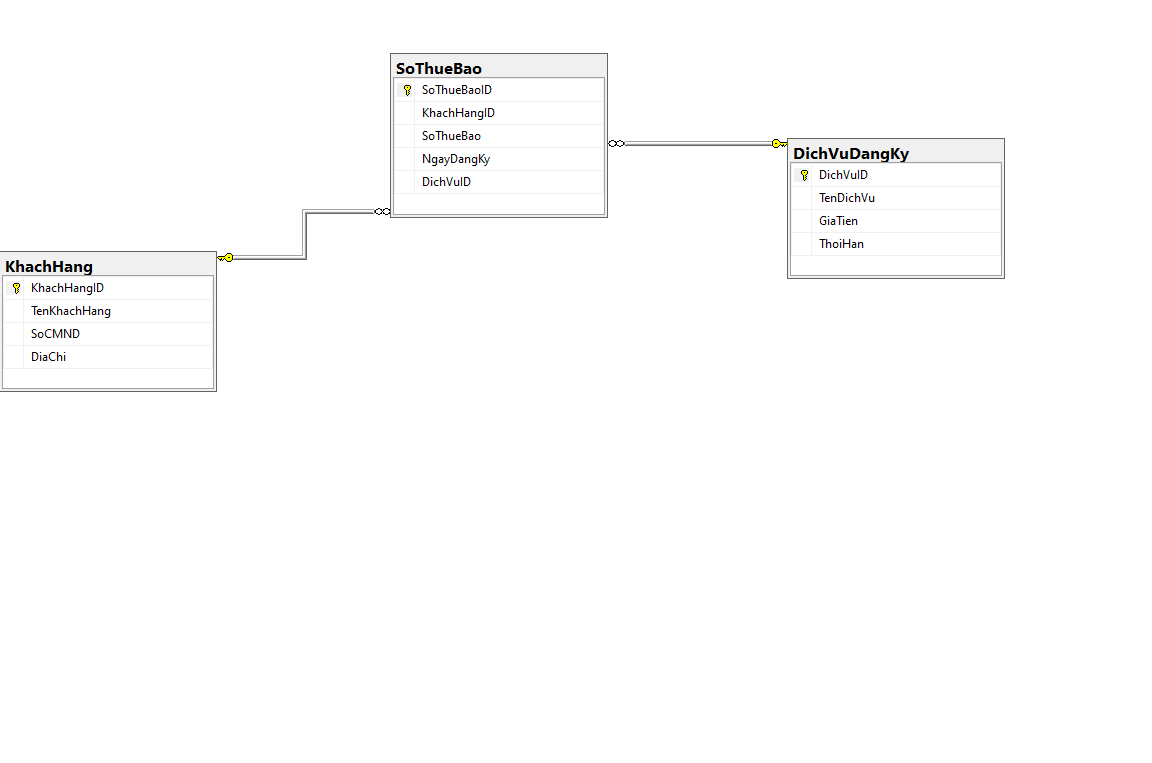 SoThueBao
SoThueBaoID
KhachHangID
SoThueBao
NgayDangKy
DichVuID
DichVuDangKy
DichVuID
TenDichVu
GiaTien
ThoiHan
KhachHang
KhachHangID
TenKhachHang
SoCMND
DiaChi